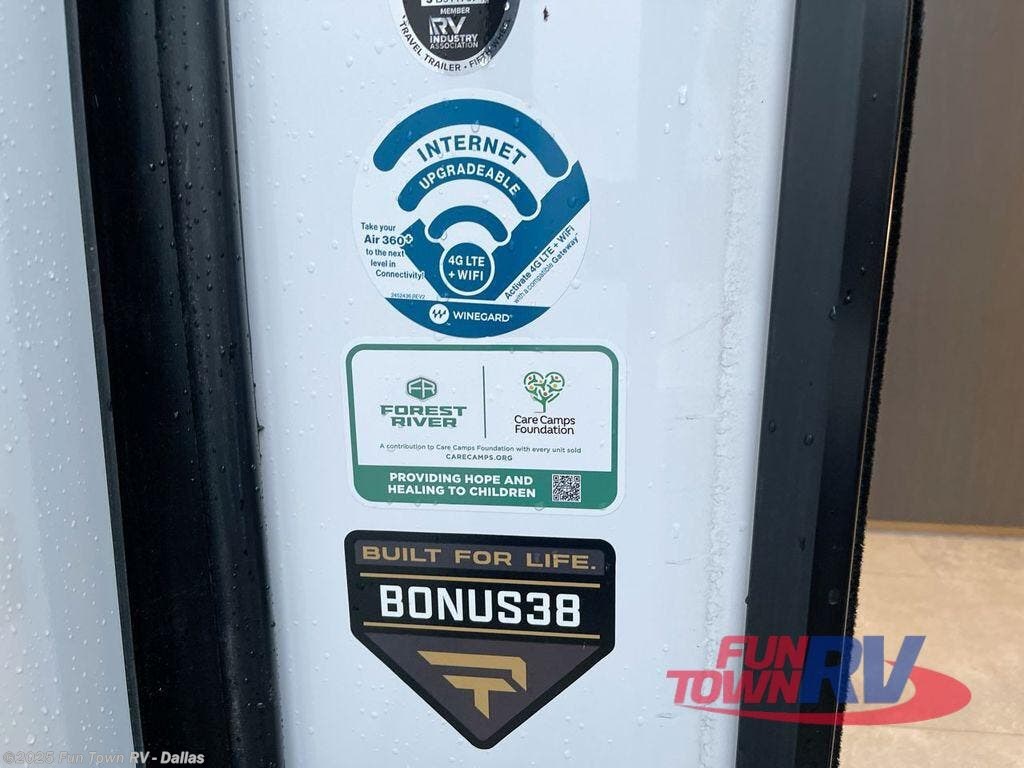 MEMBER
RV
INDUSTRY
ASSOCIATION
TRAVEL TRAILER - FIFTH WHEEL
INTERNET
UPGRADEABLE
Take your
Air 360+
to the next
level in
Connectivity!
4G LTE
+ WIFI
Activate 4G LTE + WiFi
with a compatible Gateway
2452436 REV2
WINEGARD®
FR
FOREST
RIVER
Care Camps
Foundation
A contribution to Care Camps Foundation with every unit sold
CARECAMPS.ORG
PROVIDING HOPE AND
HEALING TO CHILDREN
BUILT FOR LIFE.
BONUS38
FUN
TOWN RV
©2025 Fun Town RV - Dallas